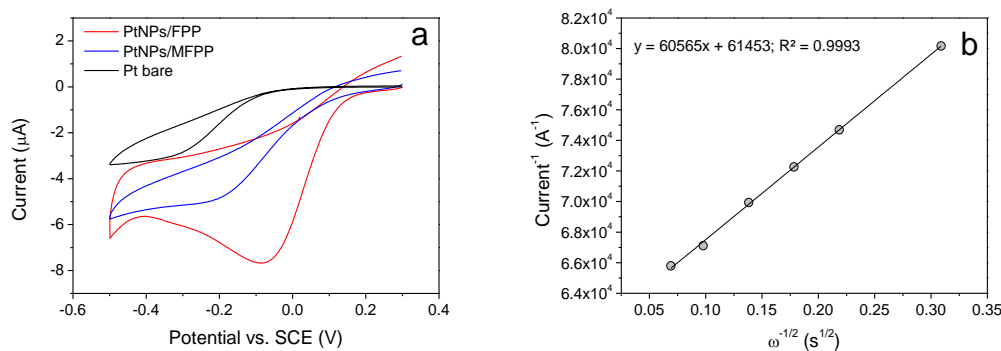 PtNPs/FPP
PtNPs/MFPP
Pt bare
a
2
0
-2
-4
-6
-8
Current (μA)
-0.6
-0.4
-0.2
0.0
0.2
0.4
Potential vs. SCE (V)
b
y = 60565x + 61453; R² = 0.9993
8.2x10⁴
8.0x10⁴
7.8x10⁴
7.6x10⁴
7.4x10⁴
7.2x10⁴
7.0x10⁴
6.8x10⁴
6.6x10⁴
6.4x10⁴
Current⁻¹ (A⁻¹)
0.05
0.10
0.15
0.20
0.25
0.30
0.35
ω⁻¹/² (s¹/²)